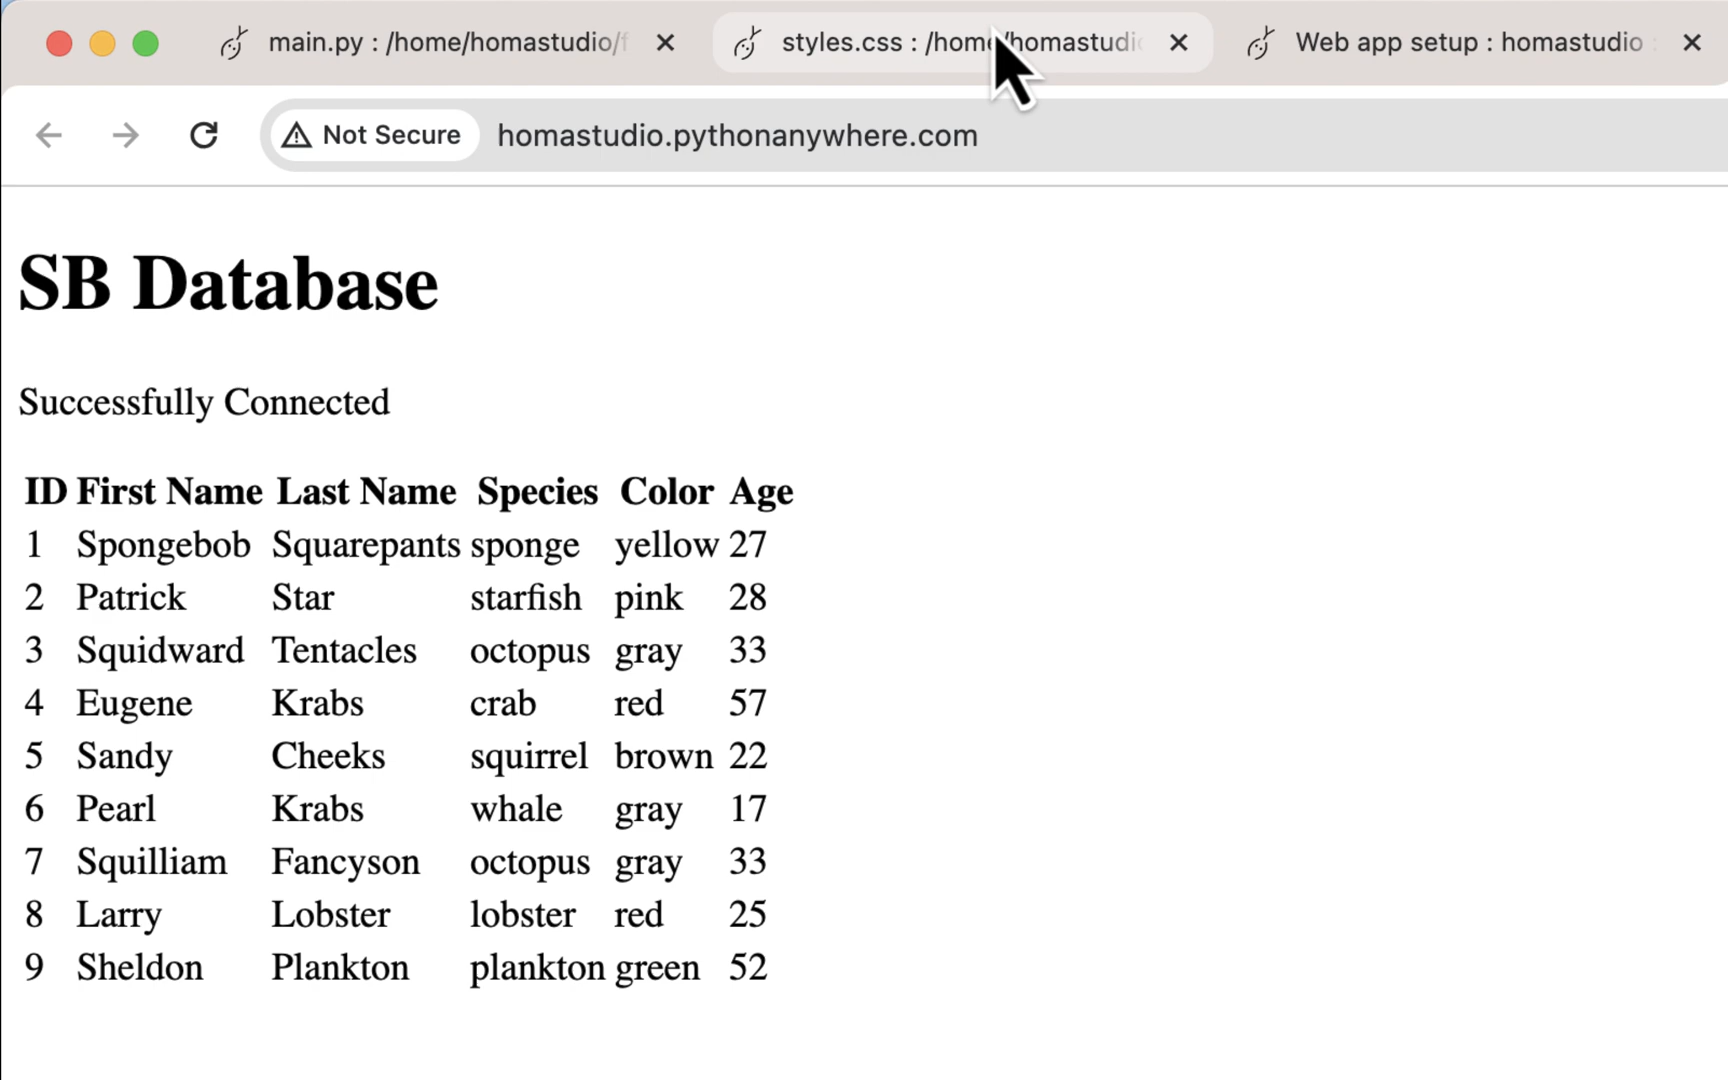 main.py : /home/homastudio/
styles.css : /home/homastudi
Web app setup : homastudio
Not Secure
homastudio.pythonanywhere.com
SB Database
Successfully Connected
ID First Name Last Name Species Color Age
1 Spongebob Squarepants sponge yellow 27
2 Patrick Star starfish pink 28
3 Squidward Tentacles octopus gray 33
4 Eugene Krabs crab red 57
5 Sandy Cheeks squirrel brown 22
6 Pearl Krabs whale gray 17
7 Squilliam Fancyson octopus gray 33
8 Larry Lobster lobster red 25
9 Sheldon Plankton plankton green 52